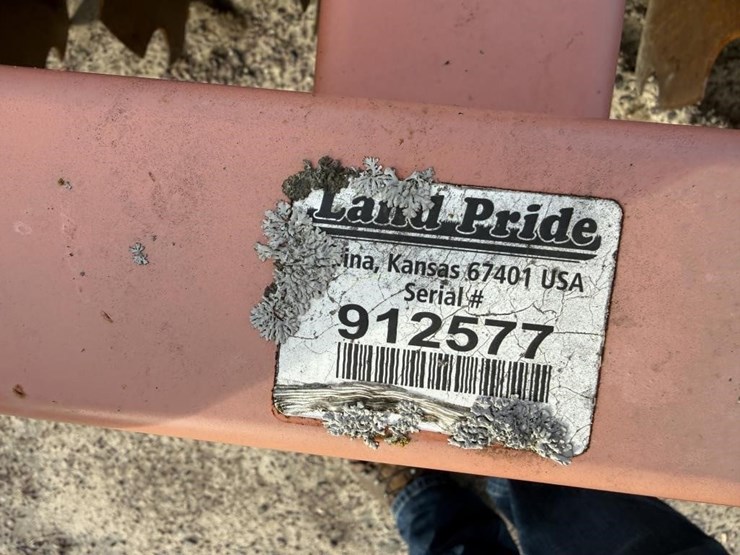 Land Pride
ina, Kansas 67401 USA
Serial #
912577